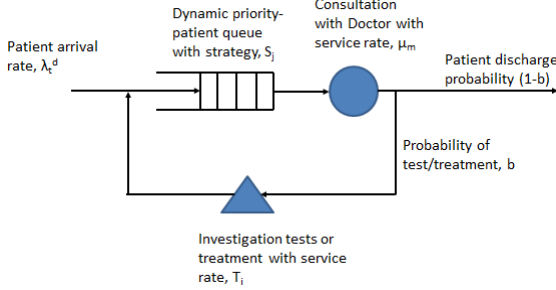 Dynamic priority-
patient queue
with strategy, Sj
Consultation
with Doctor with
service rate, μm
Patient arrival
rate, λtd
Patient discharge
probability (1-b)
Probability of
test/treatment, b
Investigation tests or
treatment with service
rate, Ti